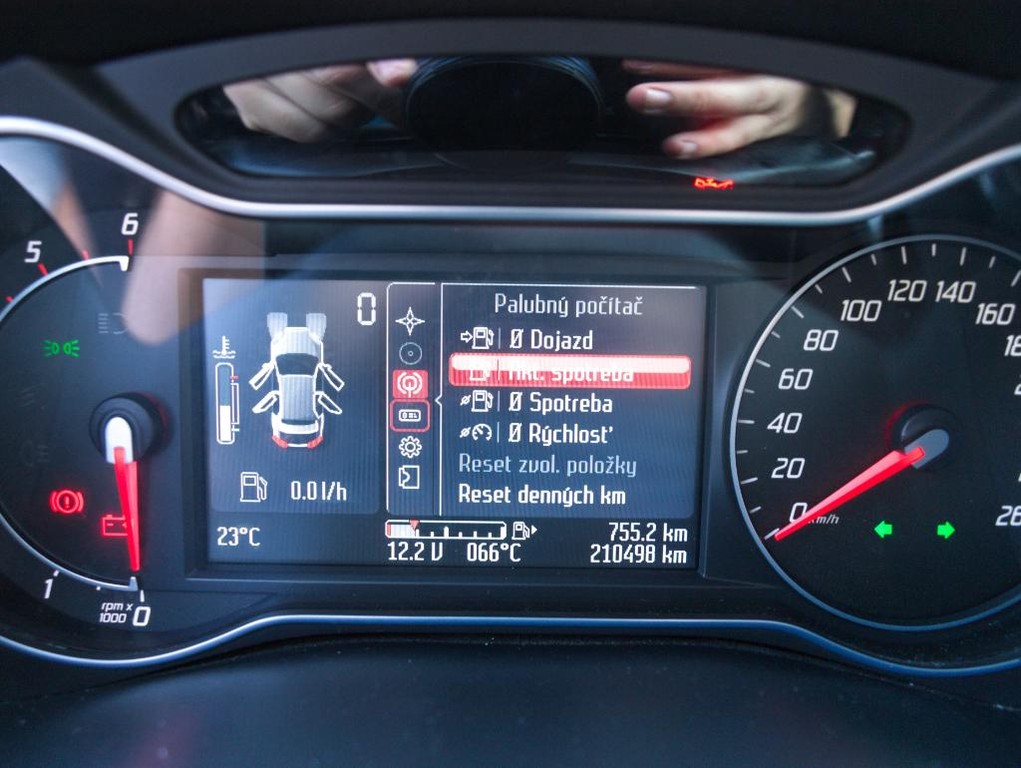 5
6
1
0
rpm x
1000
0
0.0 l/h
23°C
Palubný počítač
Ø Dojazd
Akt. spotreba
Ø Spotreba
Ø Rýchlosť
Reset zvol. položky
Reset denných km
755.2 km
12.2 V 066°C 210498 km
0
20
40
60
80
100
120
140
160
km/h